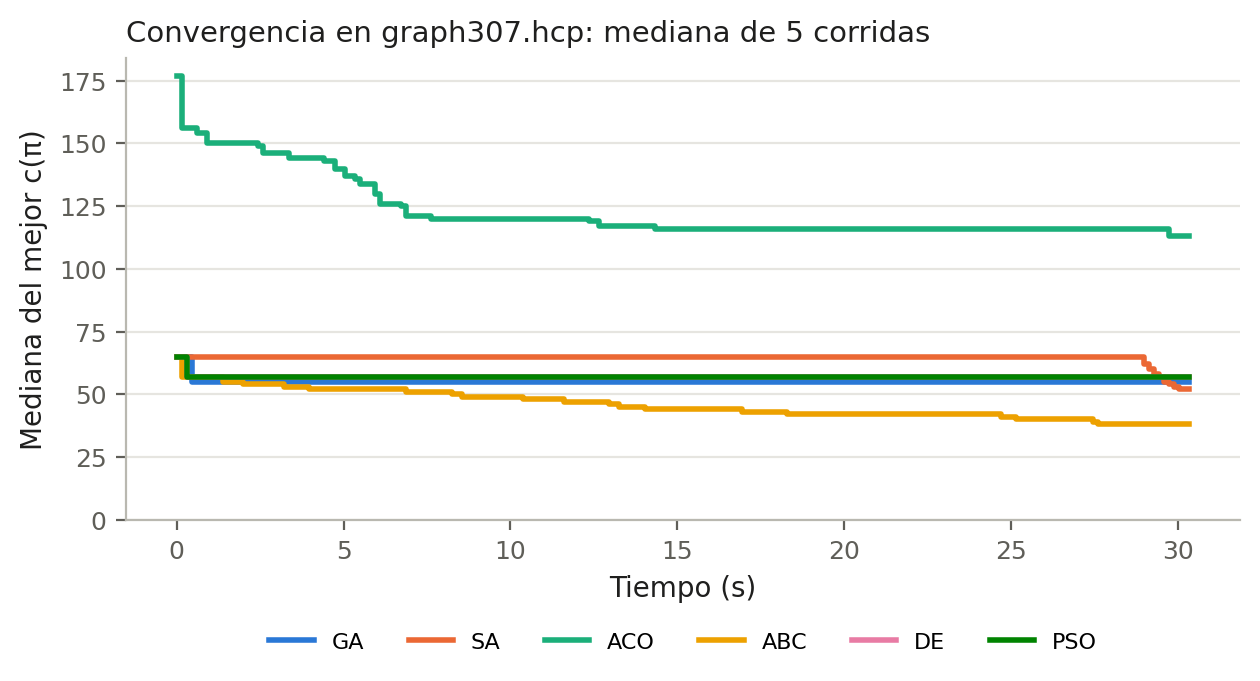 Convergencia en graph307.hcp: mediana de 5 corridas
Mediana del mejor c(π)
175
150
125
100
75
50
25
0
0 5 10 15 20 25 30
Tiempo (s)
GA SA ACO ABC DE PSO